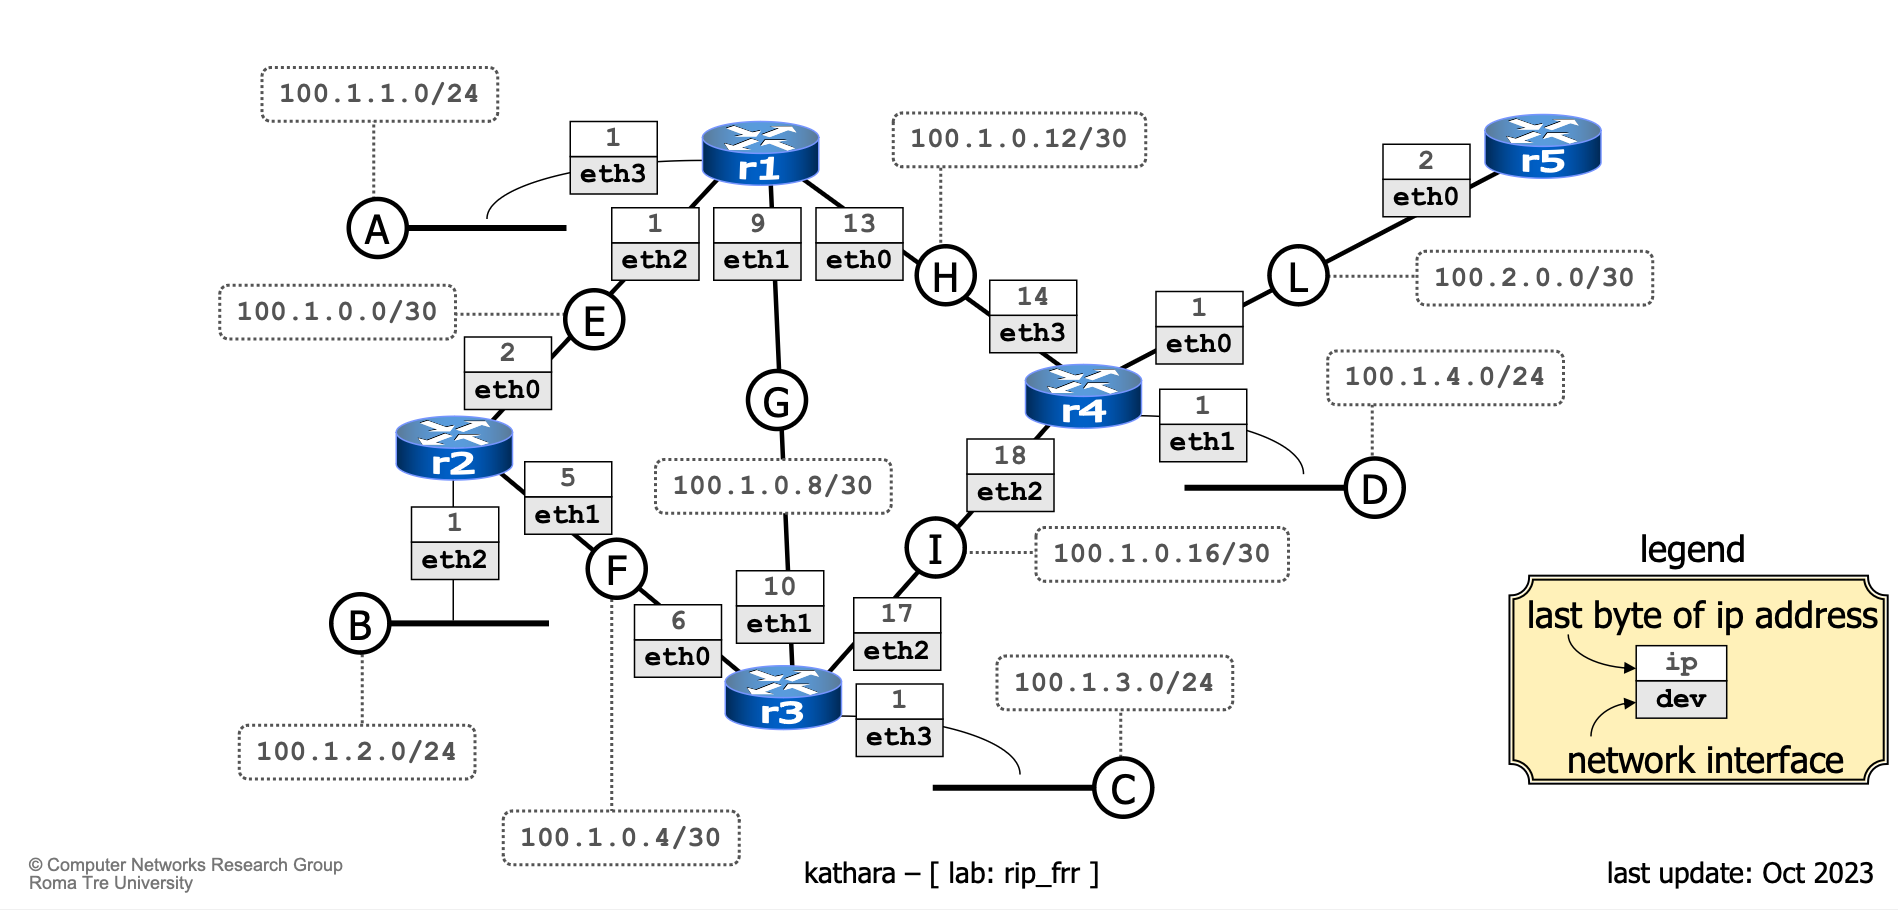 100.1.1.0/24
1
eth3
r1
100.1.0.12/30
r5
2
eth0
A
1
eth2
9
eth1
13
eth0
H
L
100.2.0.0/30
100.1.0.0/30
E
14
eth3
1
eth0
2
eth0
G
r4
100.1.4.0/24
1
eth1
r2
18
eth2
5
eth1
100.1.0.8/30
D
1
eth2
F
I
100.1.0.16/30
B
6
eth0
10
eth1
17
eth2
r3
1
eth3
100.1.3.0/24
C
100.1.2.0/24
100.1.0.4/30
legend
last byte of ip address
ip
dev
network interface
© Computer Networks Research Group
Roma Tre University
kathara – [ lab: rip_frr ]
last update: Oct 2023